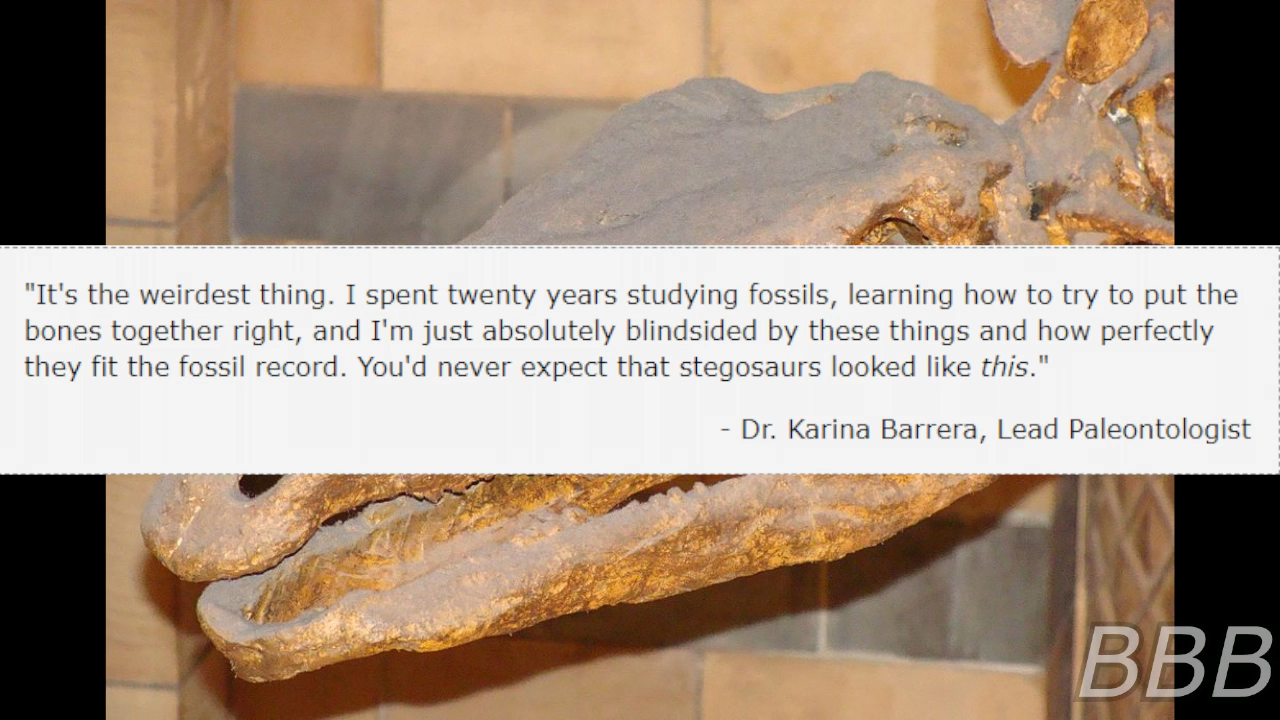 "It's the weirdest thing. I spent twenty years studying fossils, learning how to try to put the
bones together right, and I'm just absolutely blindsided by these things and how perfectly
they fit the fossil record. You'd never expect that stegosaurs looked like this."
- Dr. Karina Barrera, Lead Paleontologist
BBB